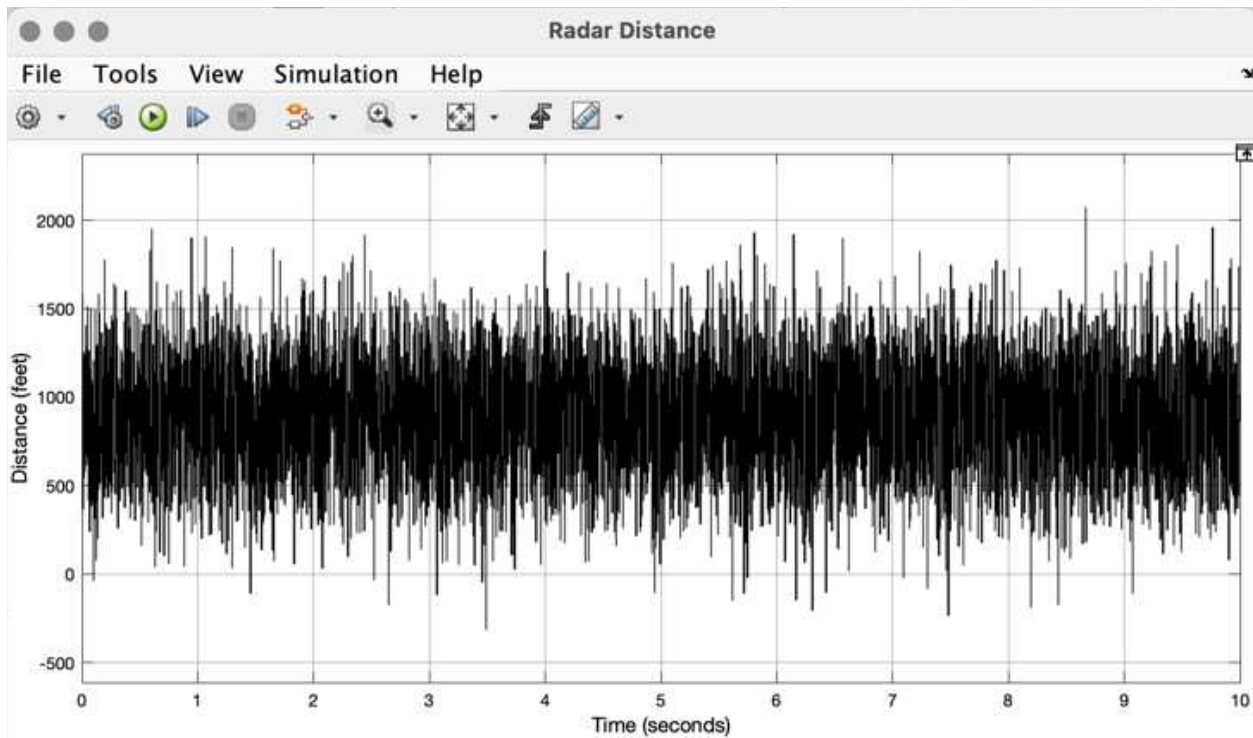 Radar Distance
File Tools View Simulation Help
2000
1500
1000
500
0
-500
Distance (feet)
0 1 2 3 4 5 6 7 8 9 10
Time (seconds)